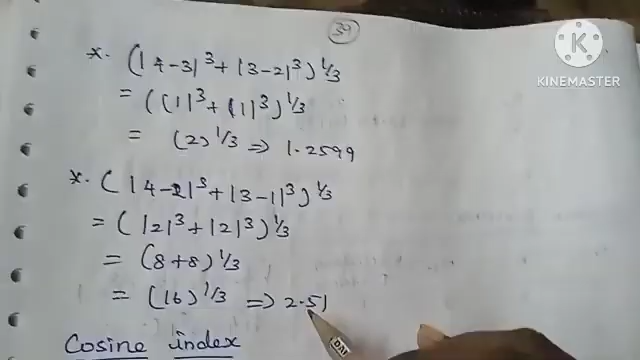 39
KINEMASTER
*. (|4-3|³ + |3-2|³)^1/3
= ((1|³ + (1|³)^1/3
= (2)^1/3 ⇒ 1.2599
*. (|4-2|³ + |3-1|³)^1/3
= (|2|³ + |2|³)^1/3
= (8+8)^1/3
= (16)^1/3 ⇒ 2.51
Cosine index